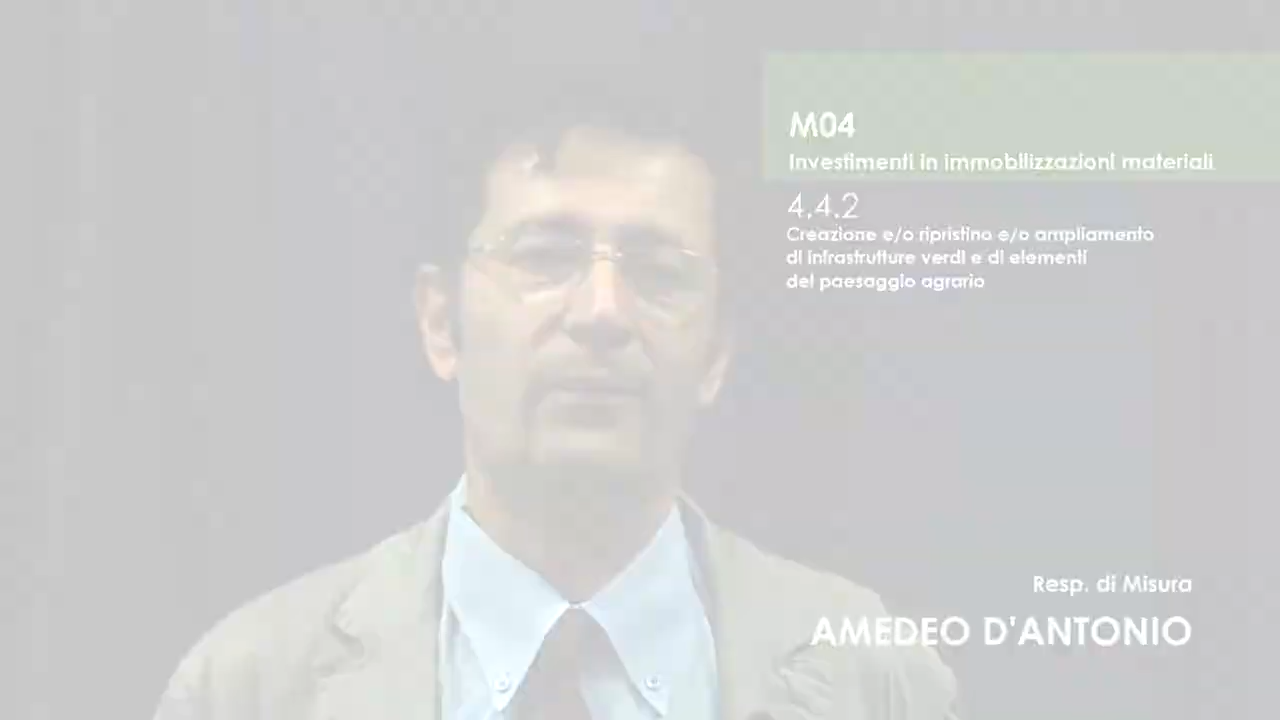 M04
Investimenti in immobilizzazioni materiali
4.4.2
Creazione e/o ripristino e/o ampliamento
di infrastrutture verdi e di elementi
del paesaggio agrario
Resp. di Misura
AMEDEO D'ANTONIO